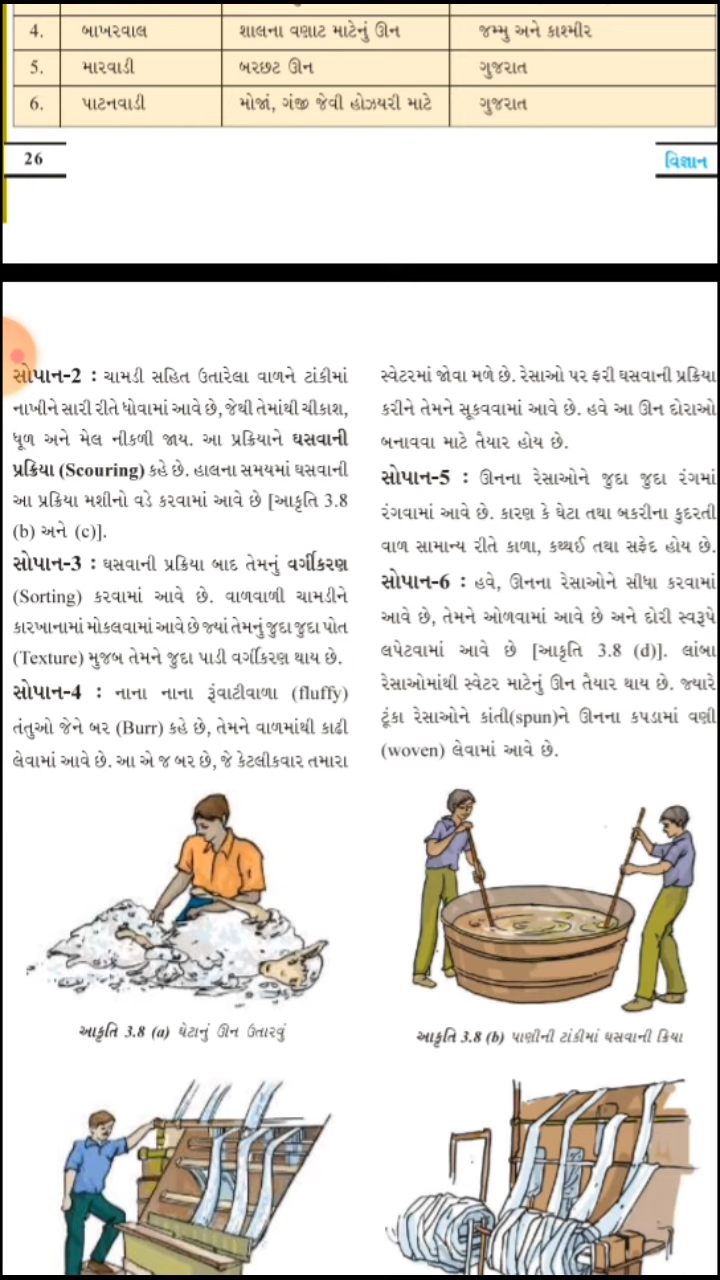 4. બાખરવાલ શાલના વણાટ માટેનું ઊન જમ્મુ અને કાશ્મીર
5. મારવાડી બરછટ ઊન ગુજરાત
6. પાટનવાડી મોજાં, ગંજી જેવી હોઝયરી માટે ગુજરાત
26
વિજ્ઞાન
સોપાન-2 : ચામડી સહિત ઉતારેલા વાળને ટાંકીમાં
નાખીને સારી રીતે ધોવામાં આવે છે, જેથી તેમાંથી ચીકાશ,
ધૂળ અને મેલ નીકળી જાય. આ પ્રક્રિયાને ઘસવાની
પ્રક્રિયા (Scouring) કહે છે. હાલના સમયમાં ઘસવાની
આ પ્રક્રિયા મશીનો વડે કરવામાં આવે છે [આકૃતિ 3.8
(b) અને (c)].
સોપાન-3 : ઘસવાની પ્રક્રિયા બાદ તેમનું વર્ગીકરણ
(Sorting) કરવામાં આવે છે. વાળવાળી ચામડીને
કારખાનામાં મોકલવામાં આવે છે જ્યાં તેમનું જુદા જુદા પોત
(Texture) મુજબ તેમને જુદા પાડી વર્ગીકરણ થાય છે.
સોપાન-4 : નાના નાના રૂંવાટીવાળા (fluffy)
તંતુઓ જેને બર (Burr) કહે છે, તેમને વાળમાંથી કાઢી
લેવામાં આવે છે. આ એ જ બર છે, જે કેટલીકવાર તમારા
સ્વેટરમાં જોવા મળે છે. રેસાઓ પર ફરી ઘસવાની પ્રક્રિયા
કરીને તેમને સૂકવવામાં આવે છે. હવે આ ઊન દોરાઓ
બનાવવા માટે તૈયાર હોય છે.
સોપાન-5 : ઊનના રેસાઓને જુદા જુદા રંગમાં
રંગવામાં આવે છે. કારણ કે ઘેટા તથા બકરીના કુદરતી
વાળ સામાન્ય રીતે કાળા, કથ્થઈ તથા સફેદ હોય છે.
સોપાન-6 : હવે, ઊનના રેસાઓને સીધા કરવામાં
આવે છે, તેમને ઓળવામાં આવે છે અને દોરી સ્વરૂપે
લપેટવામાં આવે છે [આકૃતિ 3.8 (d)]. લાંબા
રેસાઓમાંથી સ્વેટર માટેનું ઊન તૈયાર થાય છે. જ્યારે
ટૂંકા રેસાઓને કાંતી(spun)ને ઊનના કપડામાં વણી
(woven) લેવામાં આવે છે.
આકૃતિ 3.8 (a) ઘેટાનું ઊન ઉતારવું
આકૃતિ 3.8 (b) પાણીની ટાંકીમાં ઘસવાની ક્રિયા